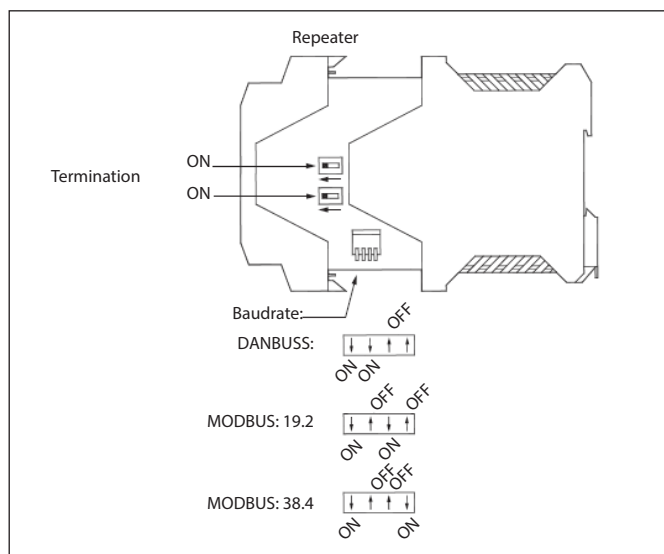 Repeater
ON
Termination
ON
Baudrate:
OFF
DANBUSS:
ON ON
OFF OFF
MODBUS: 19.2
ON ON
OFF OFF
MODBUS: 38.4
ON ON